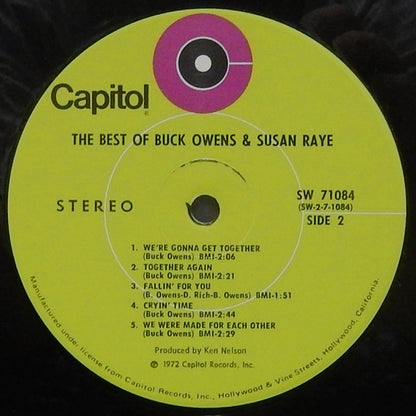 Capitol
®
THE BEST OF BUCK OWENS & SUSAN RAYE
STEREO
SW 71084
(SW-2-7-1084)
SIDE 2
1. WE'RE GONNA GET TOGETHER
(Buck Owens) BMI-2:06
2. TOGETHER AGAIN
(Buck Owens) BMI-2:21
3. FALLIN' FOR YOU
(B. Owens-D. Rich-B. Owens) BMI-1:51
4. CRYIN' TIME
(Buck Owens) BMI-2:44
5. WE WERE MADE FOR EACH OTHER
(Buck Owens) BMI-2:29
Produced by Ken Nelson
℗ 1972 Capitol Records, Inc.
Manufactured under license from Capitol Records, Inc., Hollywood & Vine Streets, Hollywood, California.